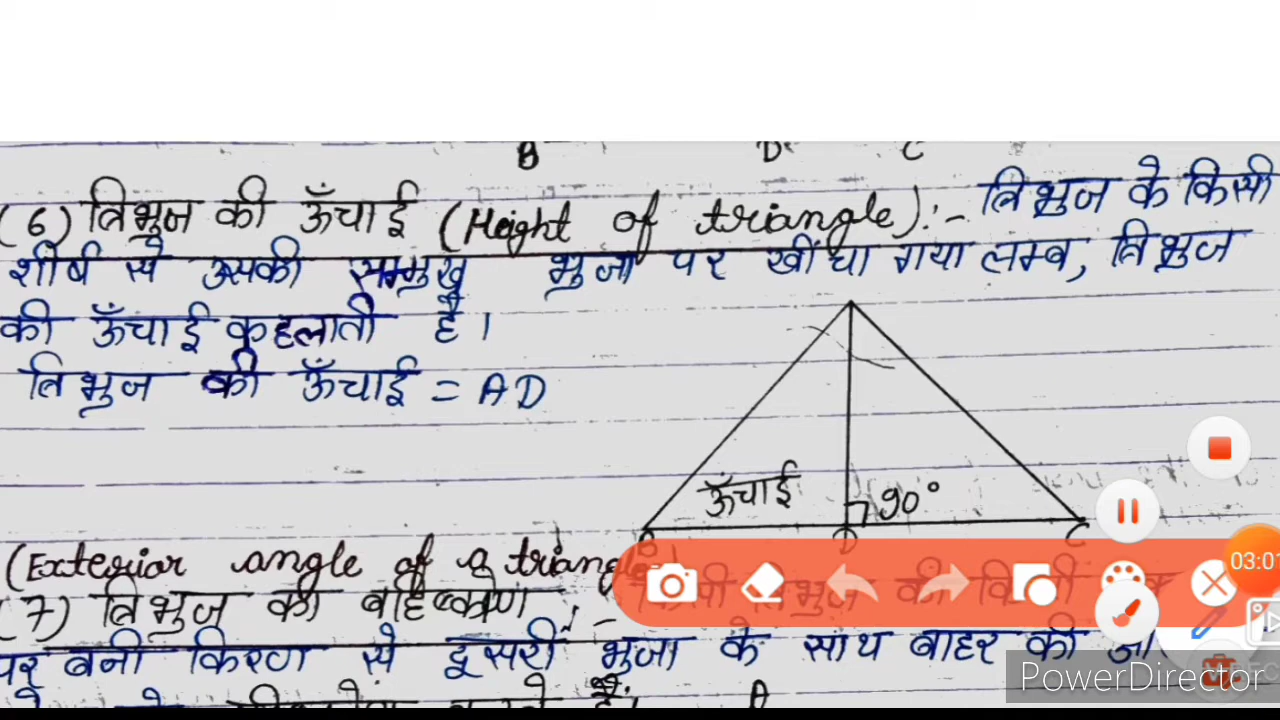 B D C
(6) त्रिभुज की ऊँचाई (Height of triangle) :- त्रिभुज के किसी
शीर्ष से उसकी सम्मुख भुजा पर खींचा गया लम्ब, त्रिभुज
की ऊँचाई कहलाती है।
त्रिभुज की ऊँचाई = AD
ऊँचाई 90°
B D C
(Exterior angle of a triangle)
(7) त्रिभुज का बहिष्कोण :- किसी त्रिभुज की किसी एक
03:01
पर बनी किरण से दूसरी भुजा के साथ बाहर की
PowerDirector
A